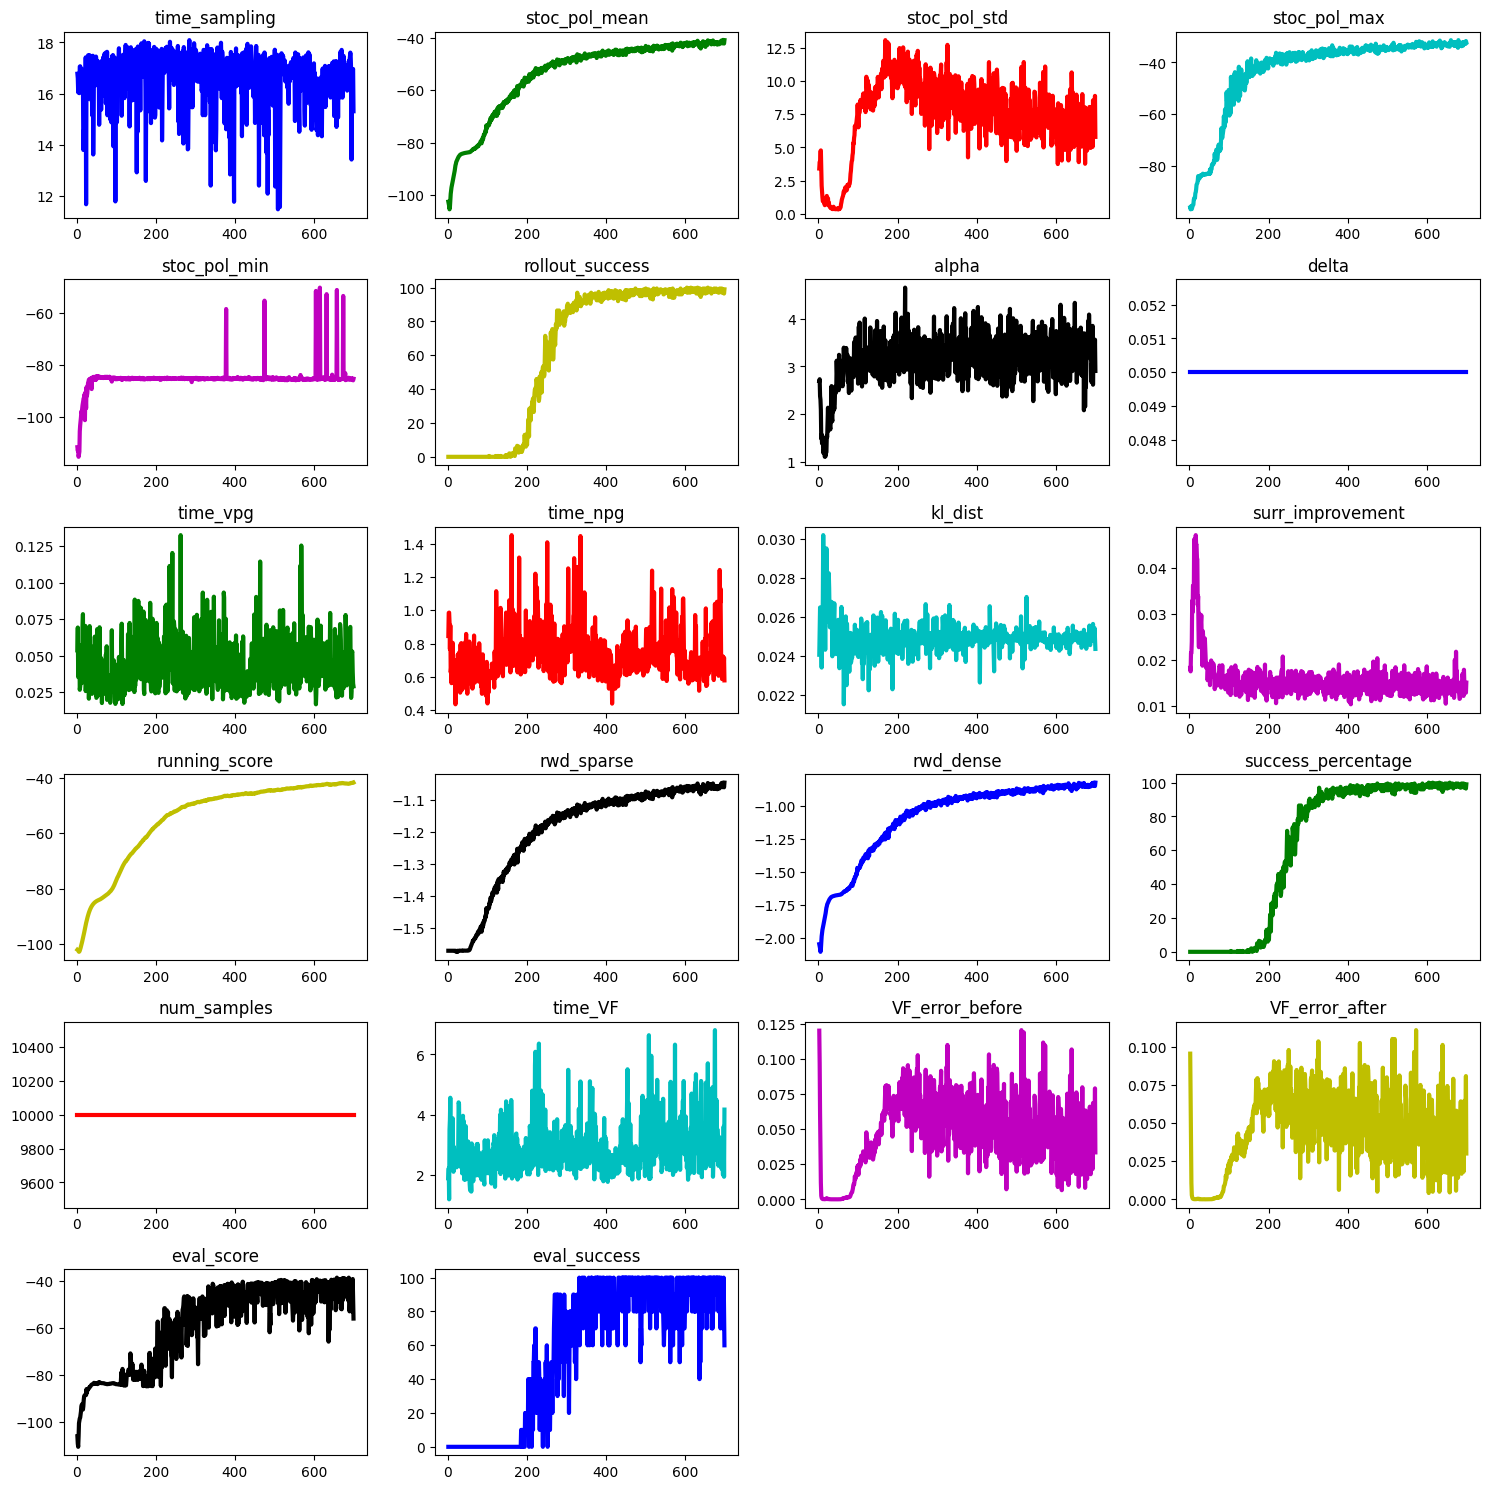 time_sampling
stoc_pol_mean
stoc_pol_std
stoc_pol_max
18
16
14
12
0 200 400 600
−40
−60
−80
−100
0 200 400 600
12.5
10.0
7.5
5.0
2.5
0.0
0 200 400 600
−40
−60
−80
0 200 400 600
stoc_pol_min
rollout_success
alpha
delta
−60
−80
−100
0 200 400 600
100
80
60
40
20
0
0 200 400 600
4
3
2
1
0 200 400 600
0.052
0.051
0.050
0.049
0.048
0 200 400 600
time_vpg
time_npg
kl_dist
surr_improvement
0.125
0.100
0.075
0.050
0.025
0 200 400 600
1.4
1.2
1.0
0.8
0.6
0.4
0 200 400 600
0.030
0.028
0.026
0.024
0.022
0 200 400 600
0.04
0.03
0.02
0.01
0 200 400 600
running_score
rwd_sparse
rwd_dense
success_percentage
−40
−60
−80
−100
0 200 400 600
−1.1
−1.2
−1.3
−1.4
−1.5
0 200 400 600
−1.00
−1.25
−1.50
−1.75
−2.00
0 200 400 600
100
80
60
40
20
0
0 200 400 600
num_samples
time_VF
VF_error_before
VF_error_after
10400
10200
10000
9800
9600
0 200 400 600
6
4
2
0 200 400 600
0.125
0.100
0.075
0.050
0.025
0.000
0 200 400 600
0.100
0.075
0.050
0.025
0.000
0 200 400 600
eval_score
eval_success
−40
−60
−80
−100
0 200 400 600
100
80
60
40
20
0
0 200 400 600